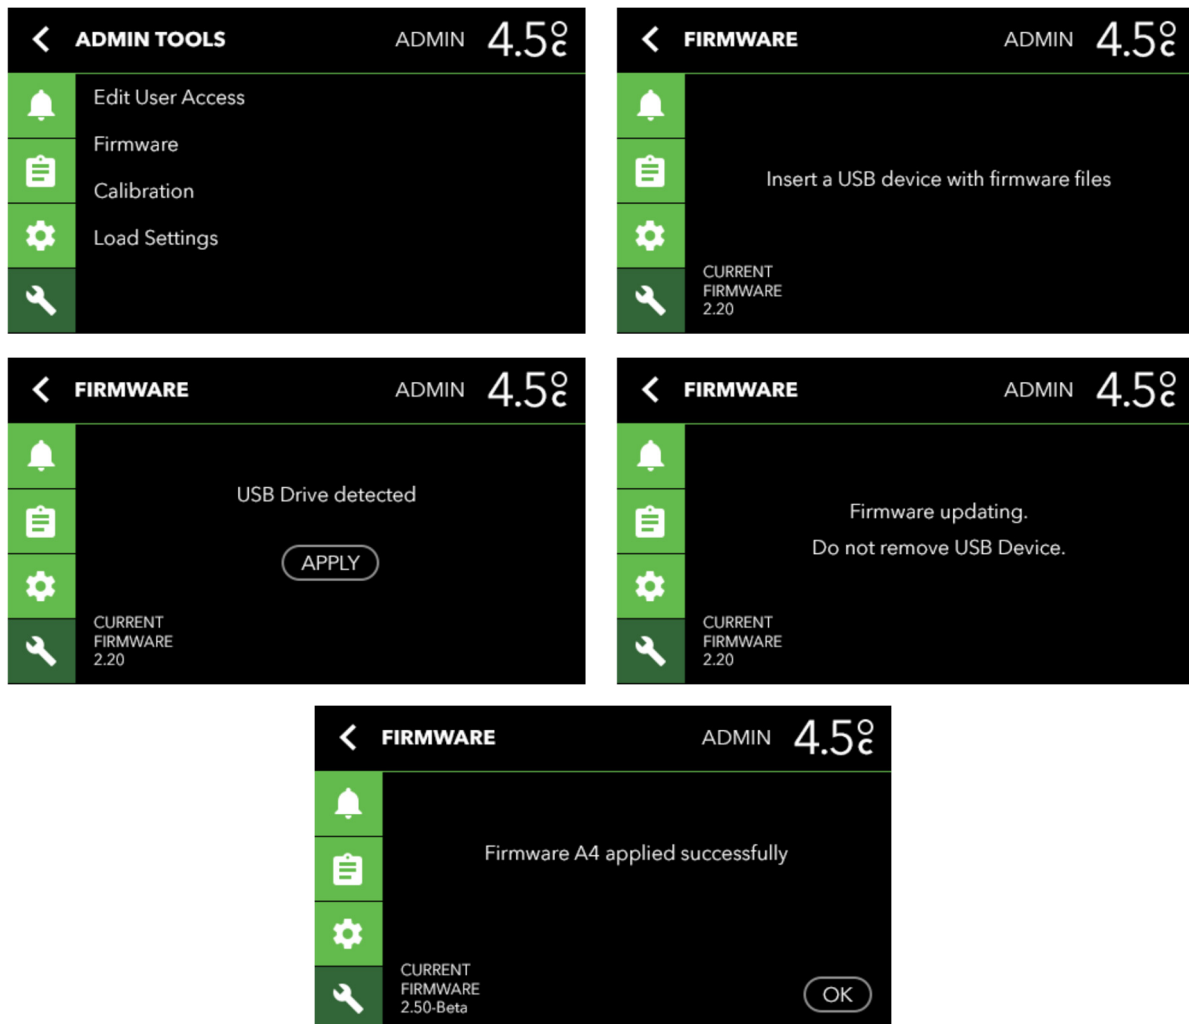 ADMIN TOOLS ADMIN 4.5°C
Edit User Access
Firmware
Calibration
Load Settings
FIRMWARE ADMIN 4.5°C
Insert a USB device with firmware files
CURRENT
FIRMWARE
2.20
FIRMWARE ADMIN 4.5°C
USB Drive detected
APPLY
CURRENT
FIRMWARE
2.20
FIRMWARE ADMIN 4.5°C
Firmware updating.
Do not remove USB Device.
CURRENT
FIRMWARE
2.20
FIRMWARE ADMIN 4.5°C
Firmware A4 applied successfully
CURRENT
FIRMWARE
2.50-Beta
OK